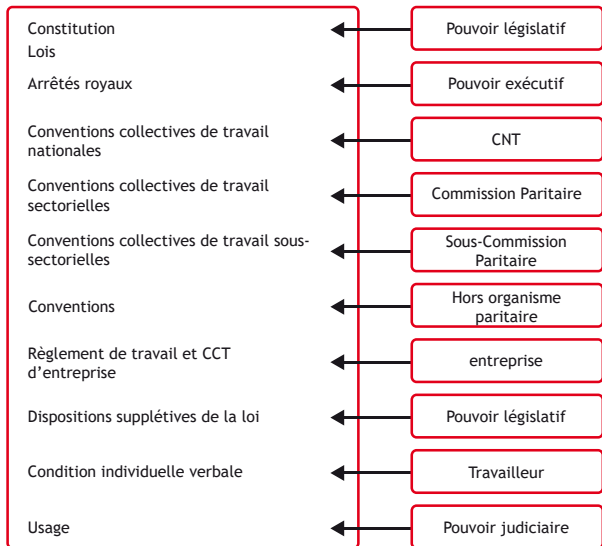 Constitution
Lois
Pouvoir législatif
Arrêtés royaux
Pouvoir exécutif
Conventions collectives de travail
nationales
CNT
Conventions collectives de travail
sectorielles
Commission Paritaire
Conventions collectives de travail sous-
sectorielles
Sous-Commission
Paritaire
Conventions
Hors organisme
paritaire
Règlement de travail et CCT
d’entreprise
entreprise
Dispositions supplétives de la loi
Pouvoir législatif
Condition individuelle verbale
Travailleur
Usage
Pouvoir judiciaire